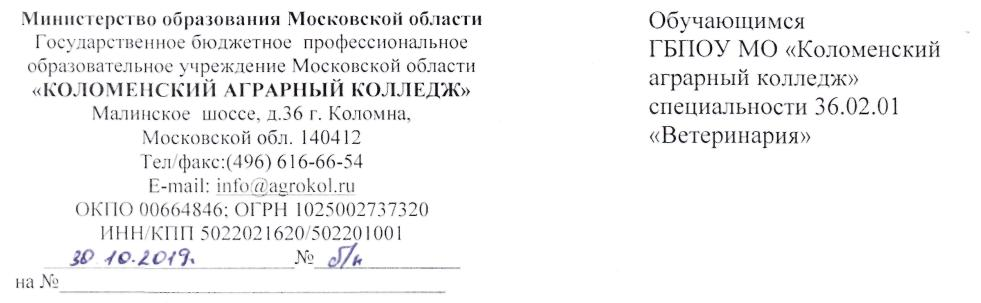 Министерство образования Московской области
Государственное бюджетное профессиональное
образовательное учреждение Московской области
«КОЛОМЕНСКИЙ АГРАРНЫЙ КОЛЛЕДЖ»
Малинское шоссе, д.36 г. Коломна,
Московской обл. 140412
Тел/факс:(496) 616-66-54
E-mail: info@agrokol.ru
ОКПО 00664846; ОГРН 1025002737320
ИНН/КПП 5022021620/502201001
30.10.2019. № б/н
на №
Обучающимся
ГБПОУ МО «Коломенский
аграрный колледж»
специальности 36.02.01
«Ветеринария»